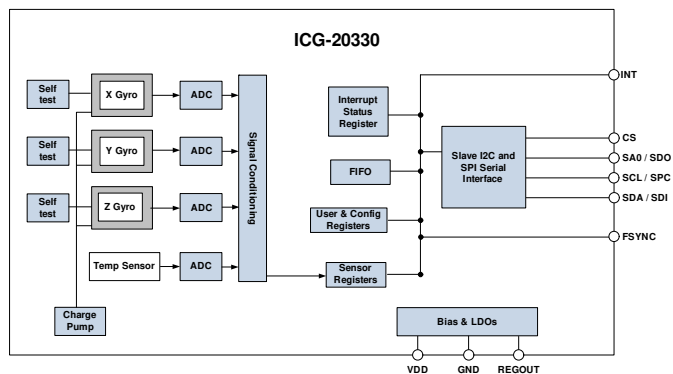 ICG-20330
Self
test
X Gyro
ADC
Self
test
Y Gyro
ADC
Self
test
Z Gyro
ADC
Temp Sensor
ADC
Charge
Pump
Signal Conditioning
Interrupt
Status
Register
FIFO
User & Config
Registers
Sensor
Registers
Slave I2C and
SPI Serial
Interface
Bias & LDOs
INT
CS
SA0 / SDO
SCL / SPC
SDA / SDI
FSYNC
VDD
GND
REGOUT